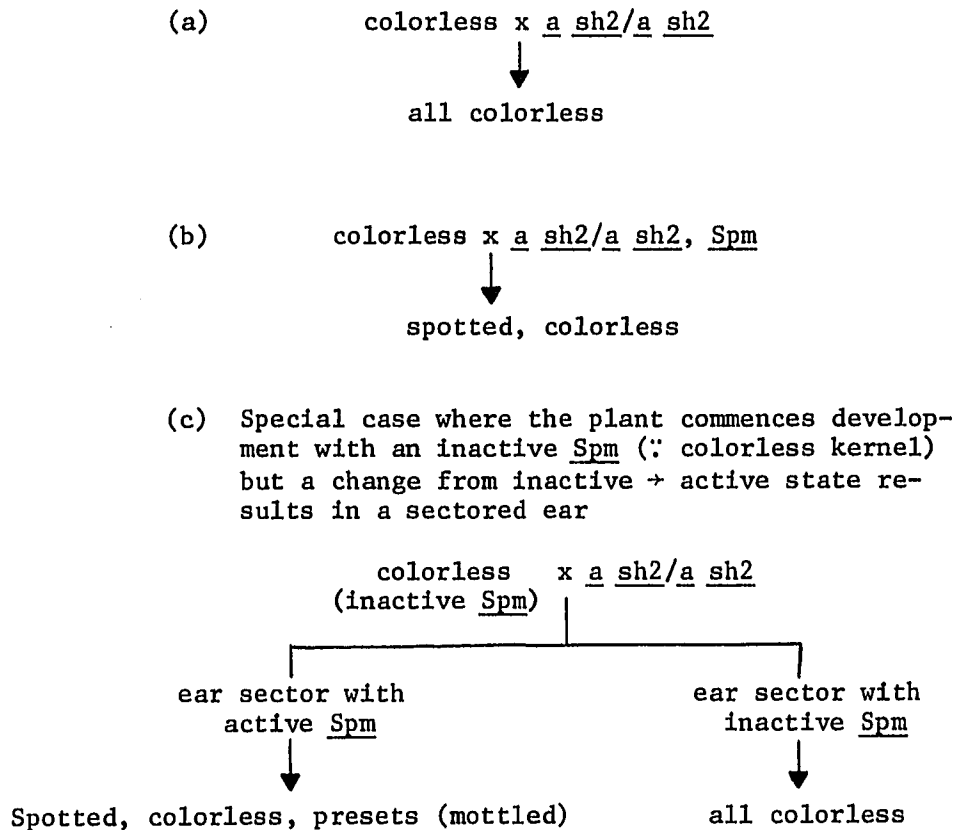 (a) colorless x a sh2/a sh2
all colorless
(b) colorless x a sh2/a sh2, Spm
spotted, colorless
(c) Special case where the plant commences develop-
ment with an inactive Spm (∵ colorless kernel)
but a change from inactive → active state re-
sults in a sectored ear
colorless x a sh2/a sh2
(inactive Spm)
ear sector with
active Spm
ear sector with
inactive Spm
Spotted, colorless, presets (mottled)
all colorless